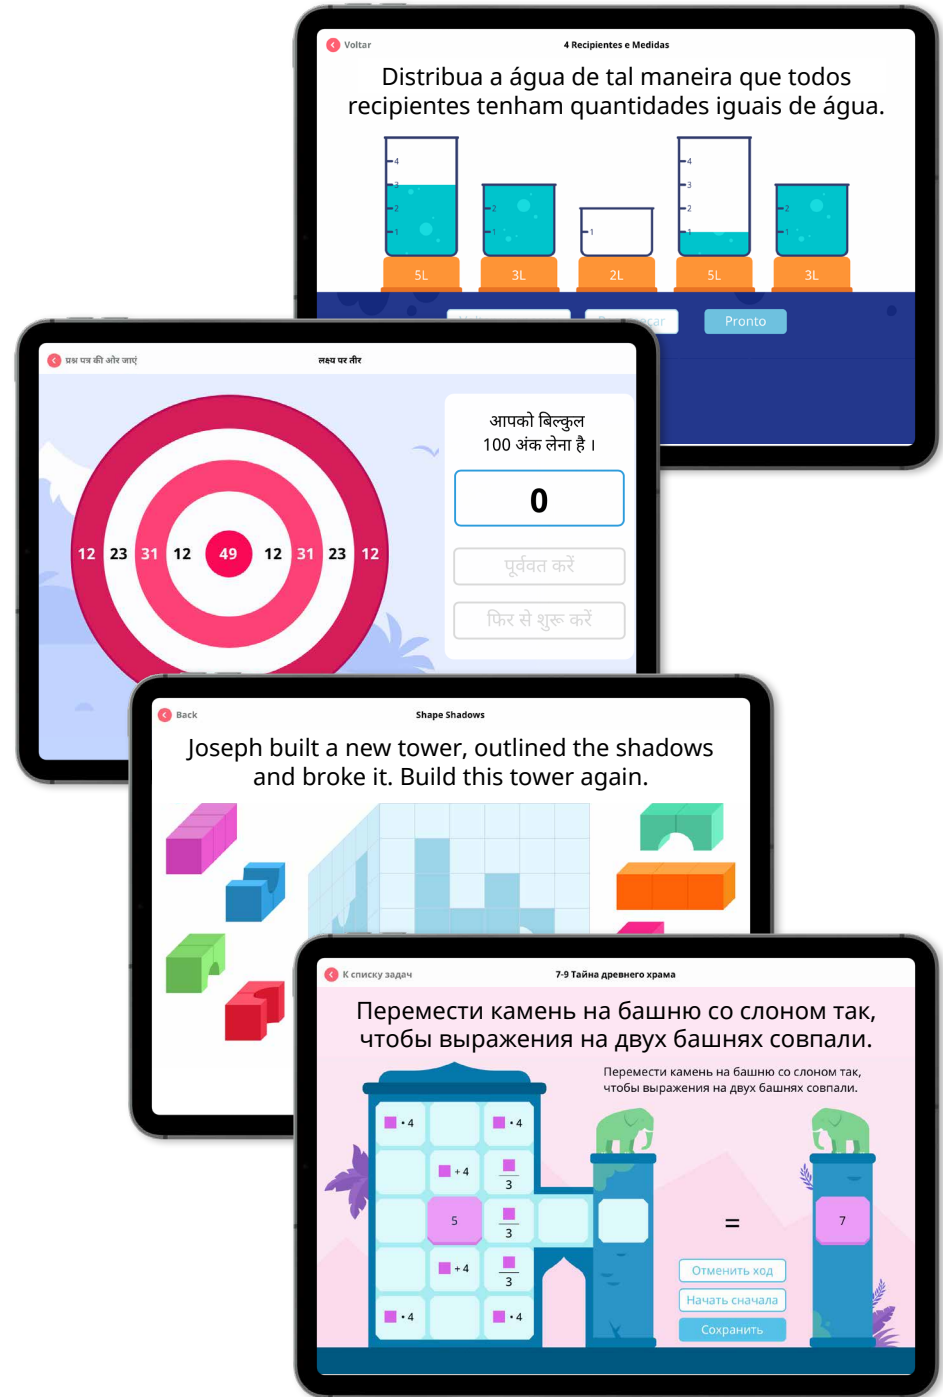 Voltar
4 Recipientes e Medidas
Distribua a água de tal maneira que todos
recipientes tenham quantidades iguais de água.
4
3
2
1
2
1
1
4
3
2
1
2
1
5L
3L
2L
5L
3L
Pronto
प्रश्न पत्र की ओर जाएं
लक्ष्य पर तीर
12 23 31 12 49 12 31 23 12
आपको बिल्कुल
100 अंक लेना है ।
0
पूर्ववत करें
फिर से शुरू करें
Back
Shape Shadows
Joseph built a new tower, outlined the shadows
and broke it. Build this tower again.
К списку задач
7-9 Тайна древнего храма
Перемести камень на башню со слоном так,
чтобы выражения на двух башнях совпали.
Перемести камень на башню со слоном так,
чтобы выражения на двух башнях совпали.
· 4
· 4
+ 4
3
5
3
+ 4
3
· 4
· 4
=
7
Отменить ход
Начать сначала
Сохранить